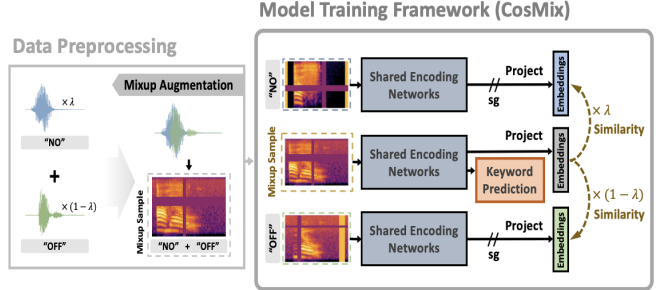 Model Training Framework (CosMix)
Data Preprocessing
Mixup Augmentation
× λ
"NO"
+
× (1 − λ)
"OFF"
Mixup Sample
"NO" + "OFF"
"NO"
Shared Encoding
Networks
Project
sg
Embeddings
× λ
Similarity
Mixup Sample
Shared Encoding
Networks
Project
Keyword
Prediction
Embeddings
× (1 − λ)
Similarity
"OFF"
Shared Encoding
Networks
Project
sg
Embeddings